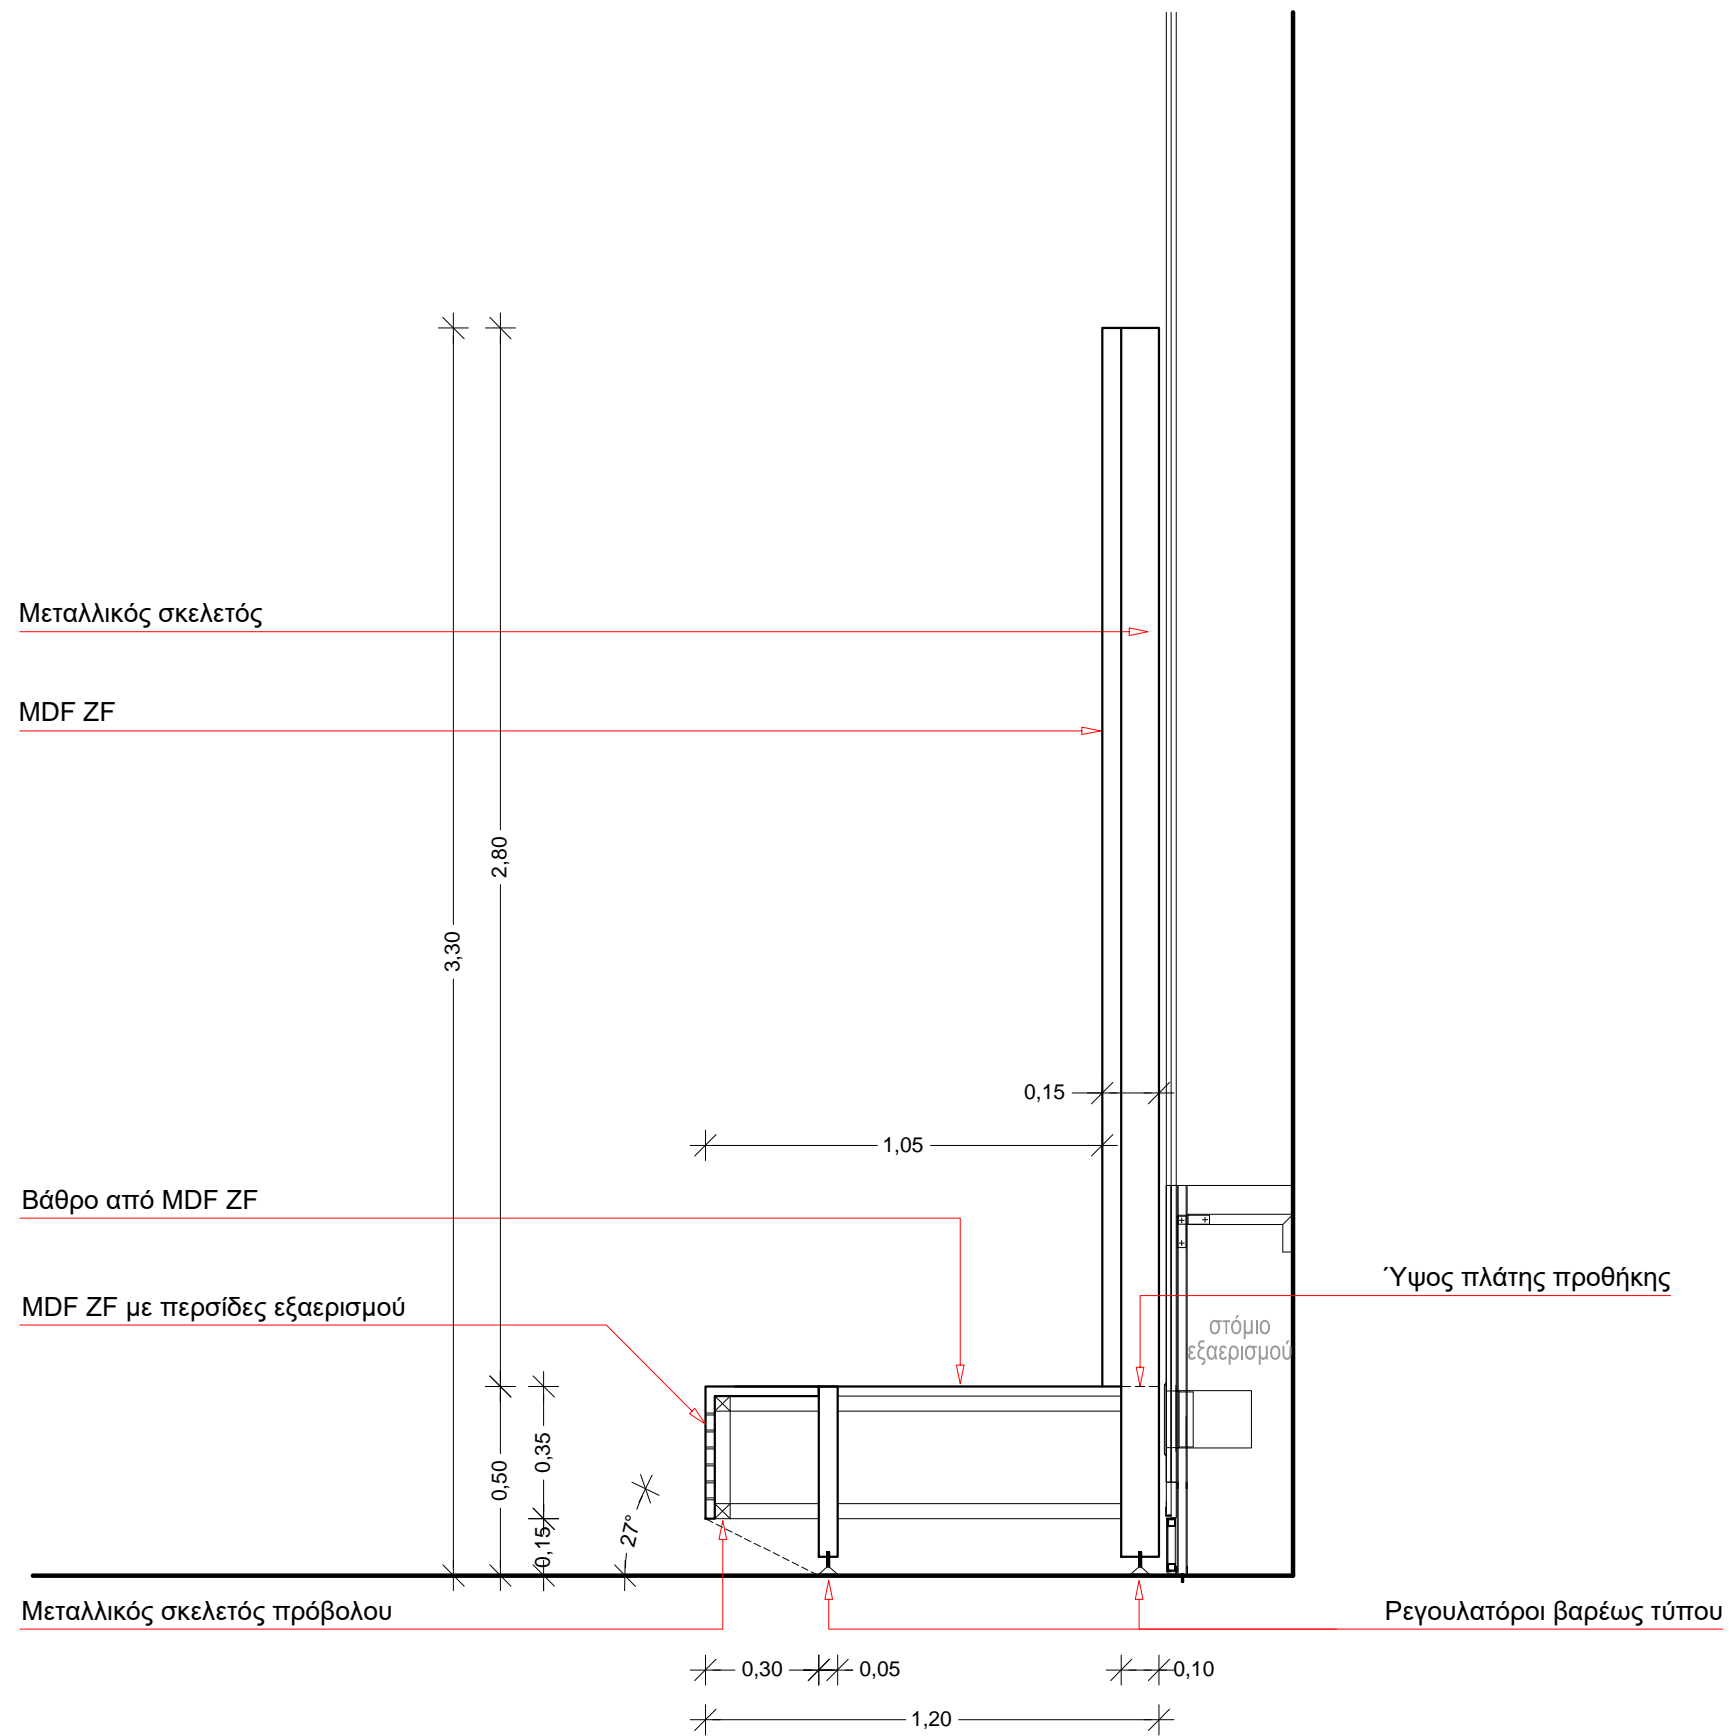 Μεταλλικός σκελετός
MDF ZF
2,80
3,30
0,15
1,05
Βάθρο από MDF ZF
Ύψος πλάτης προθήκης
MDF ZF με περσίδες εξαερισμού
στόμιο
εξαερισμού
0,35
0,50
0,15
27°
Μεταλλικός σκελετός πρόβολου
Ρεγουλατόροι βαρέως τύπου
0,30
0,05
0,10
1,20